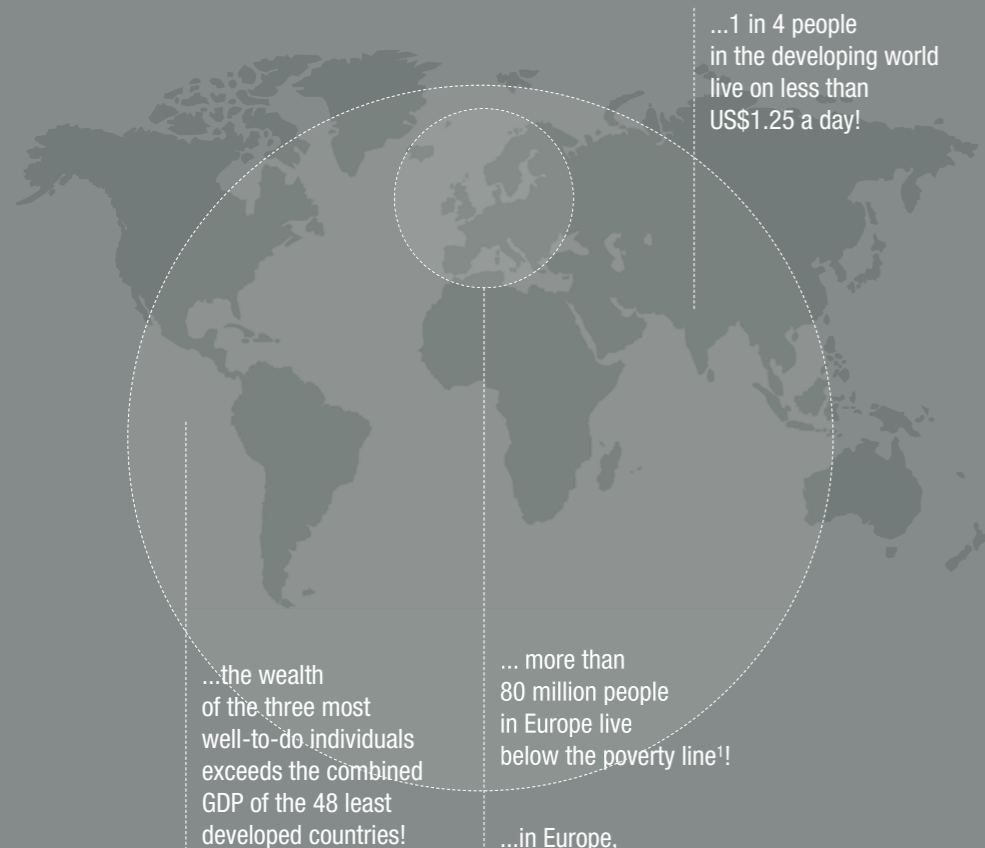 ...1 in 4 people
in the developing world
live on less than
US$1.25 a day!
...the wealth
of the three most
well-to-do individuals
exceeds the combined
GDP of the 48 least
developed countries!
... more than
80 million people
in Europe live
below the poverty line¹!
...in Europe,